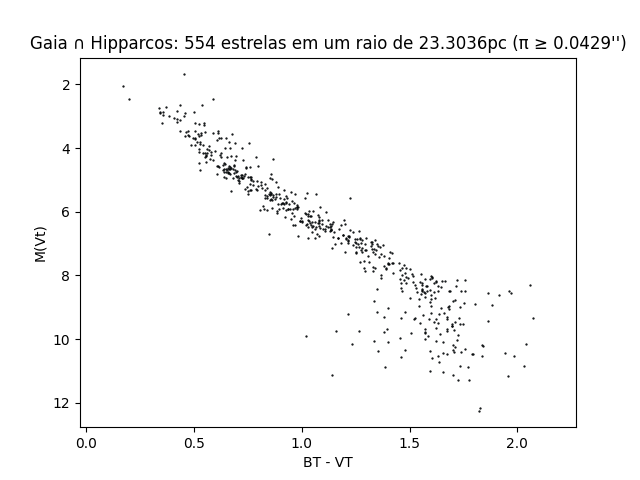 Gaia ∩ Hipparcos: 554 estrelas em um raio de 23.3036pc (π ≥ 0.0429'')
2
4
6
8
10
12
M(Vt)
0.0 0.5 1.0 1.5 2.0
BT - VT